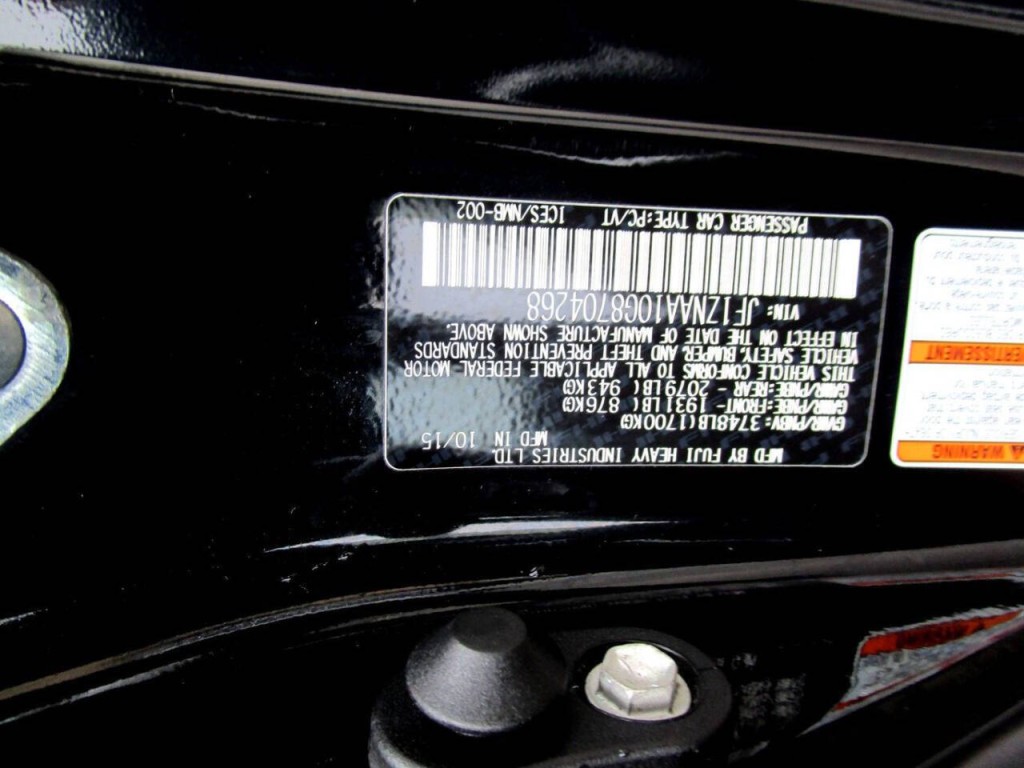 MFD BY FUJI HEAVY INDUSTRIES LTD.
MFD IN 10/15
GVWR/PNBV: 3748LB(1700KG)
GAWR/PNBE:FRONT- 1931LB( 876KG)
GAWR/PNBE:REAR - 2079LB( 943KG)
THIS VEHICLE CONFORMS TO ALL APPLICABLE FEDERAL MOTOR
VEHICLE SAFETY, BUMPER, AND THEFT PREVENTION STANDARDS
IN EFFECT ON THE DATE OF MANUFACTURE SHOWN ABOVE.
VIN: JF1ZNAA10G8704268
PASSENGER CAR TYPE:PC/VT ICES/NMB-002
WARNING
ERTISSEMENT